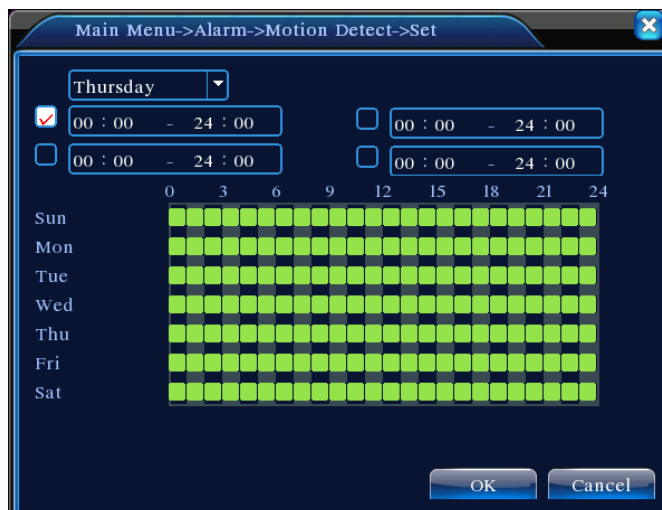 Main Menu->Alarm->Motion Detect->Set
Thursday
00 : 00 - 24 : 00 00 : 00 - 24 : 00
00 : 00 - 24 : 00 00 : 00 - 24 : 00
0 3 6 9 12 15 18 21 24
Sun
Mon
Tue
Wed
Thu
Fri
Sat
OK Cancel